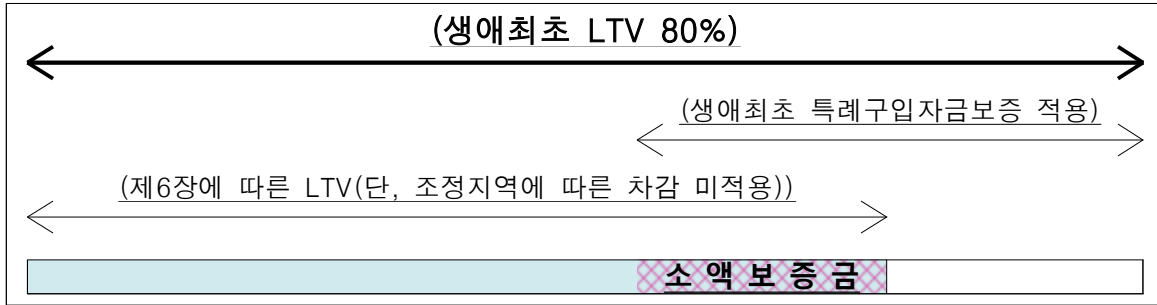 (생애최초 LTV 80%)
(생애최초 특례구입자금보증 적용)
(제6장에 따른 LTV(단, 조정지역에 따른 차감 미적용))
소액보증금